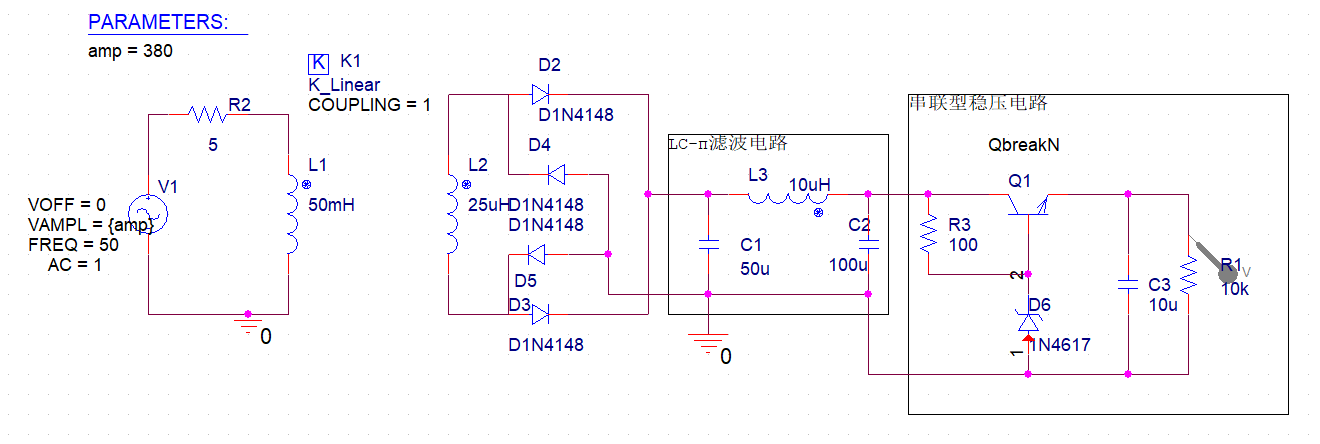 PARAMETERS:
amp = 380
K K1
K_Linear
COUPLING = 1
R2
5
V1
VOFF = 0
VAMPL = {amp}
FREQ = 50
AC = 1
L1
50mH
0
L2
25uH
D2
D1N4148
D4
D1N4148
D1N4148
D5
D3
D1N4148
LC-π滤波电路
L3
10uH
C1
50u
C2
100u
0
串联型稳压电路
QbreakN
Q1
R3
100
2
D6
1
1N4617
C3
10u
R1
10k
V